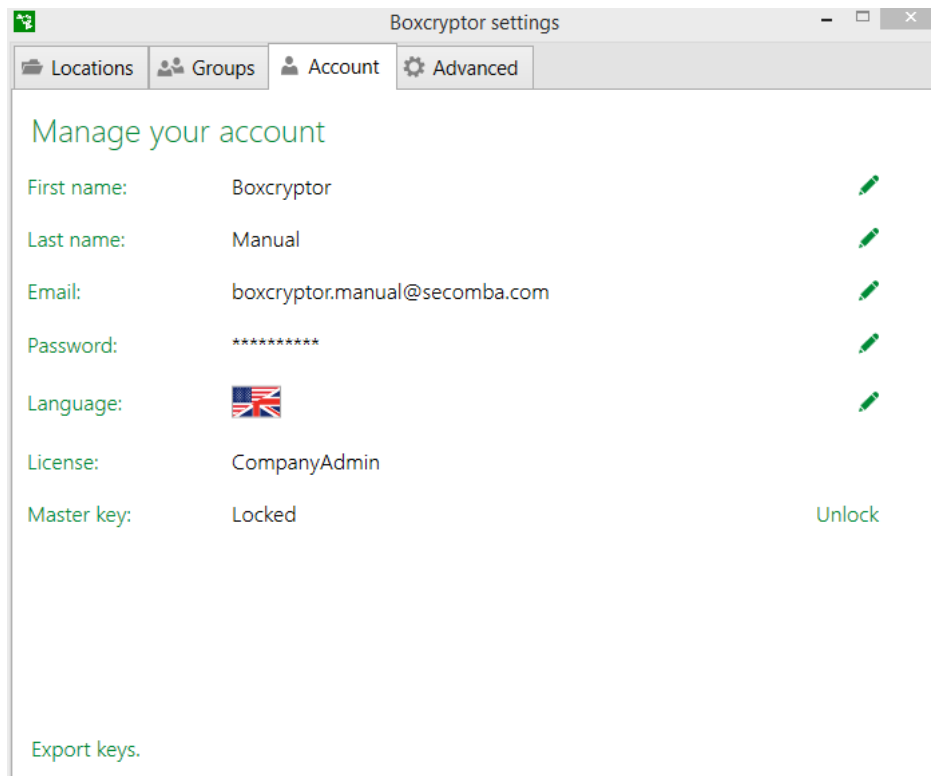 Boxcryptor settings
Locations Groups Account Advanced
Manage your account
First name: Boxcryptor
Last name: Manual
Email: boxcryptor.manual@secomba.com
Password: **********
Language:
License: CompanyAdmin
Master key: Locked Unlock
Export keys.